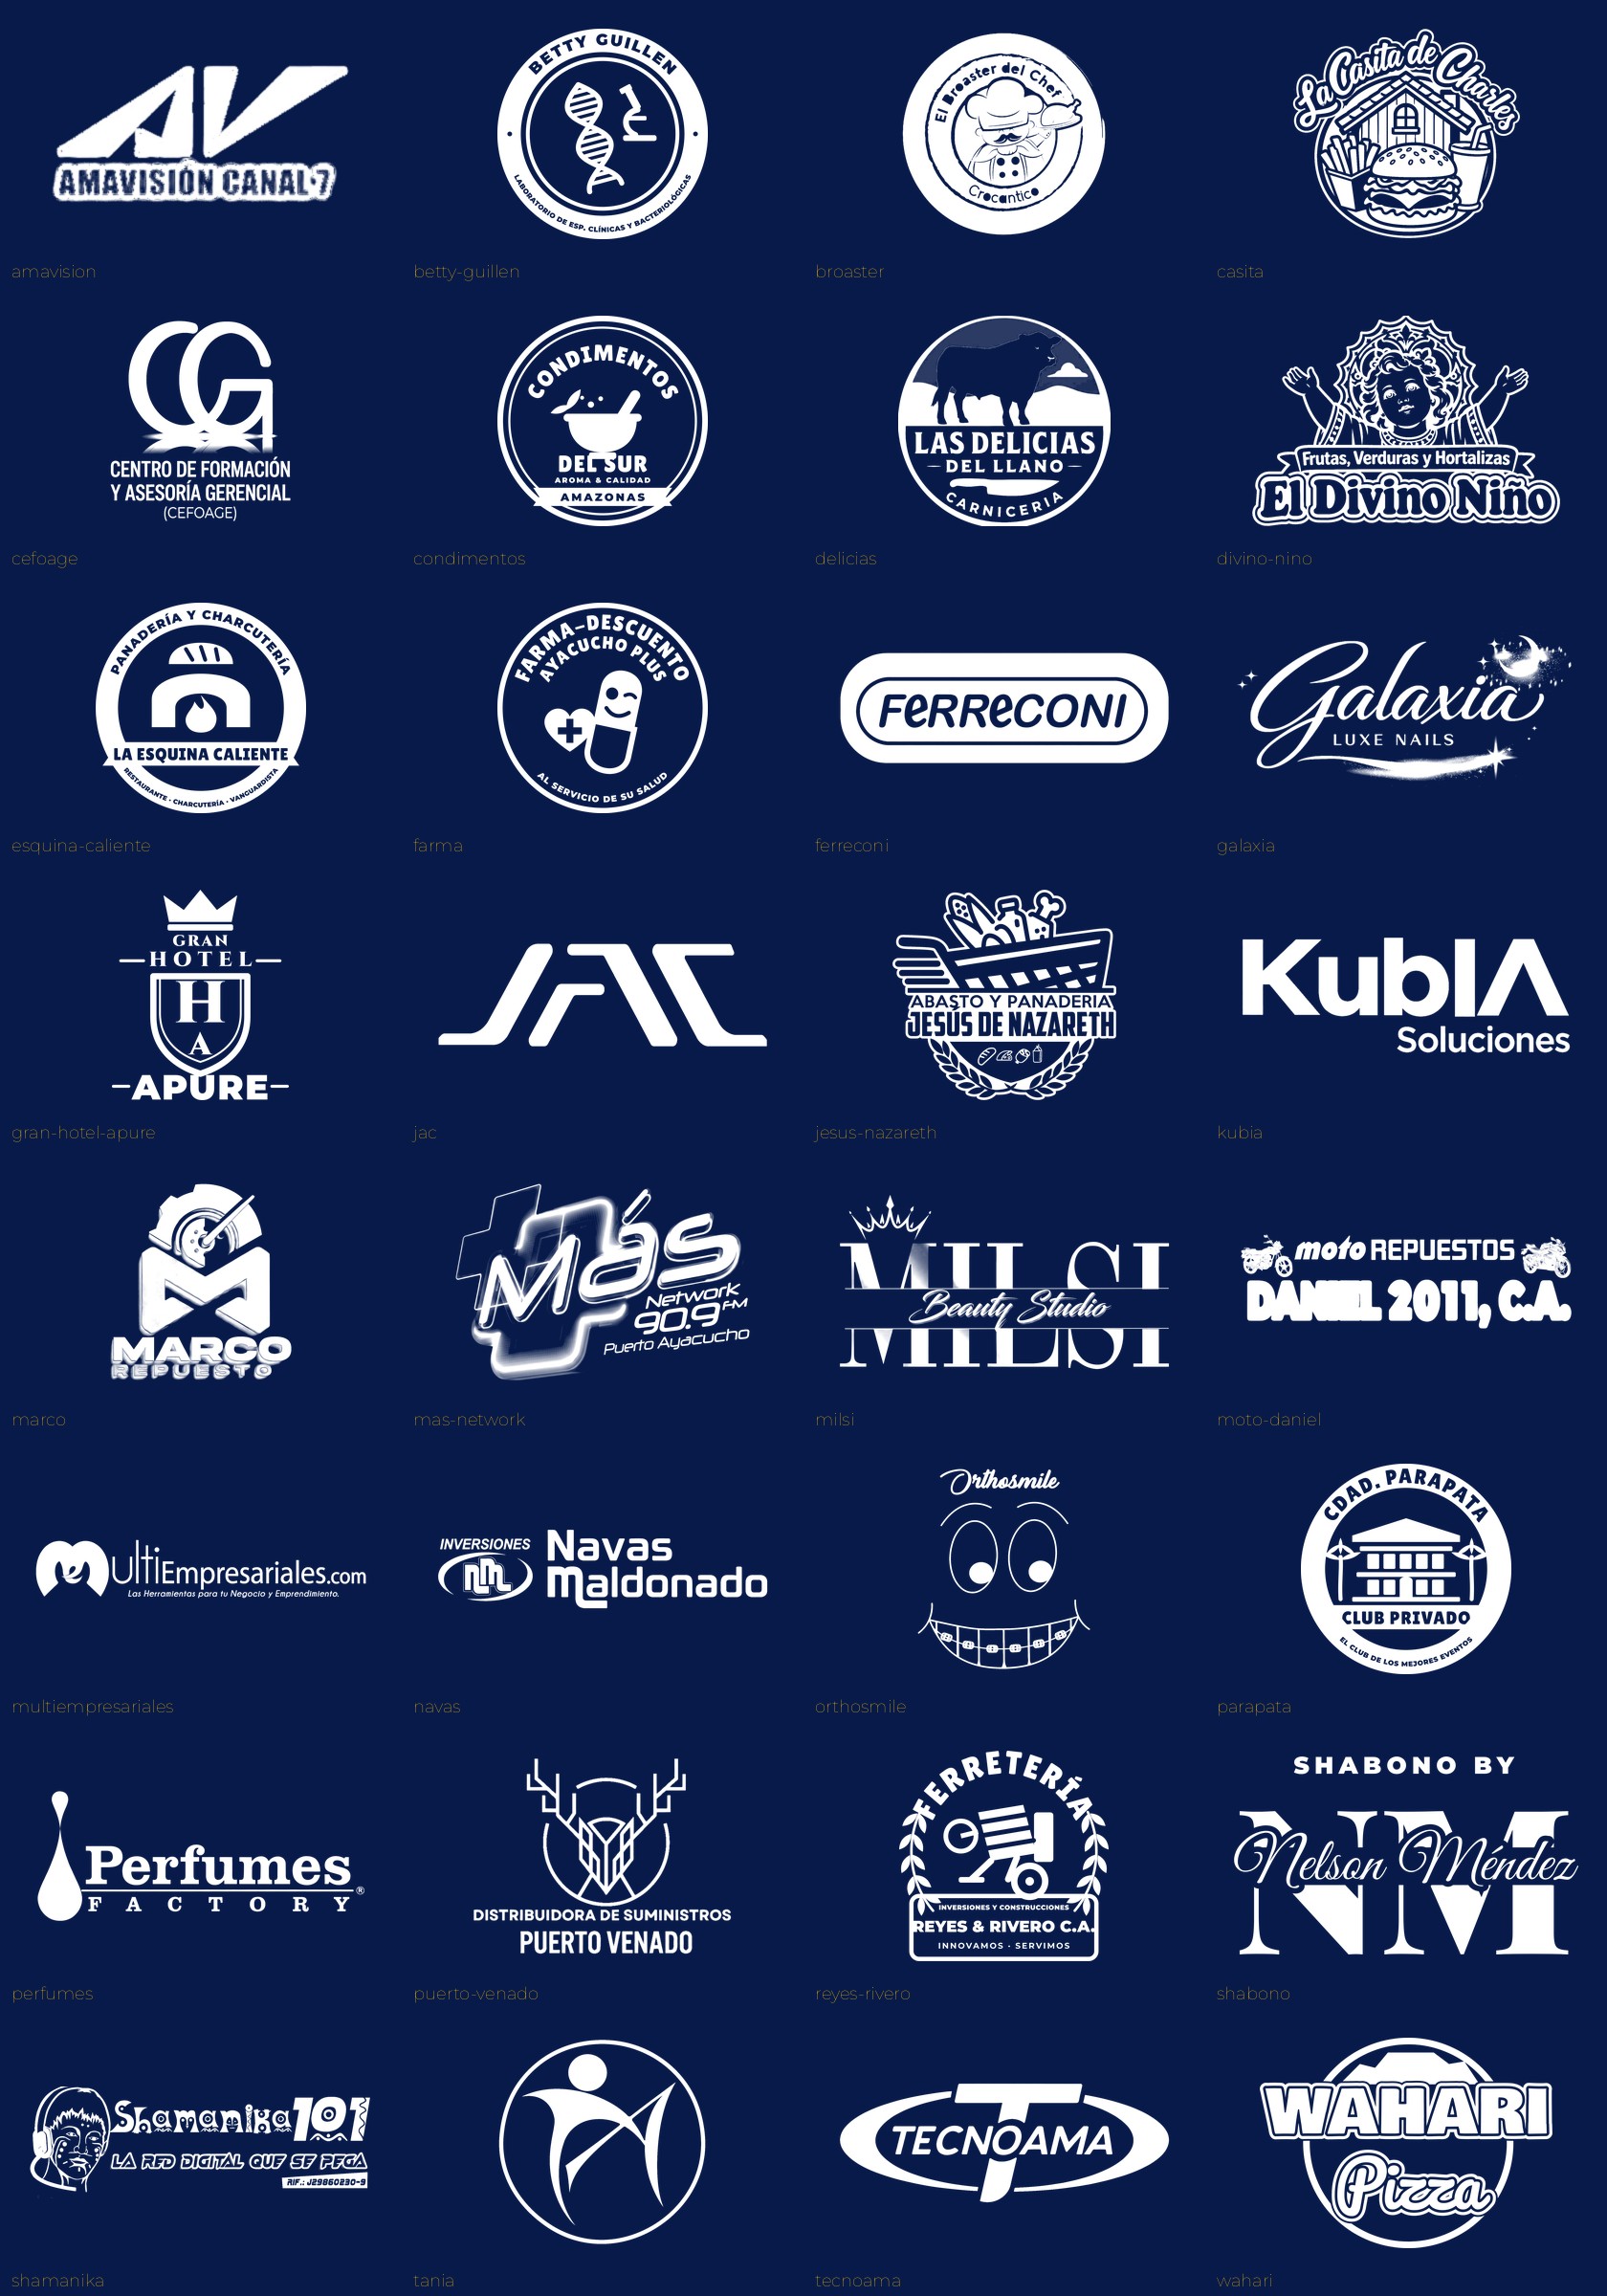 AV
AMAVISIÓN CANAL 7
amavision
BETTY GUILLEN
LABORATORIO DE ESP. CLÍNICAS Y BACTERIOLÓGICAS
betty-guillen
El Broaster del Chef
Crocantico
broaster
La Casita de Charles
casita
CG
CENTRO DE FORMACIÓN
Y ASESORÍA GERENCIAL
(CEFOAGE)
cefoage
CONDIMENTOS
DEL SUR
AROMA & CALIDAD
AMAZONAS
condimentos
LAS DELICIAS
DEL LLANO
CARNICERIA
delicias
Frutas, Verduras y Hortalizas
El Divino Niño
divino-nino
PANADERÍA Y CHARCUTERÍA
LA ESQUINA CALIENTE
RESTAURANTE · CHARCUTERÍA · VANGUARDISTA
esquina-caliente
FARMA-DESCUENTO
AYACUCHO PLUS
AL SERVICIO DE SU SALUD
farma
FeRReCONI
ferreconi
Galaxia
LUXE NAILS
galaxia
GRAN
HOTEL
H
A
APURE
gran-hotel-apure
JAC
jac
ABASTO Y PANADERIA
JESÚS DE NAZARETH
jesus-nazareth
KubIA
Soluciones
kubia
M
MARCO
REPUESTO
marco
Más
Network
90.9 FM
Puerto Ayacucho
mas-network
MILSI
Beauty Studio
milsi
moto REPUESTOS
DANIEL 2011, C.A.
moto-daniel
multiEmpresariales.com
Las Herramientas para tu Negocio y Emprendimiento.
multiempresariales
INVERSIONES
nm
Navas
Maldonado
navas
Orthosmile
orthosmile
CDAD. PARAPATA
CLUB PRIVADO
EL CLUB DE LOS MEJORES EVENTOS
parapata
Perfumes
FACTORY®
perfumes
DISTRIBUIDORA DE SUMINISTROS
PUERTO VENADO
puerto-venado
FERRETERÍA
INVERSIONES Y CONSTRUCCIONES
REYES & RIVERO C.A.
INNOVAMOS · SERVIMOS
reyes-rivero
SHABONO BY
NM
Nelson Méndez
shabono
Shamanika 101
LA RED DIGITAL QUE SE PEGA
RIF.: J29860230-9
shamanika
tania
T
TECNOAMA
tecnoama
WAHARI
Pizza
wahari